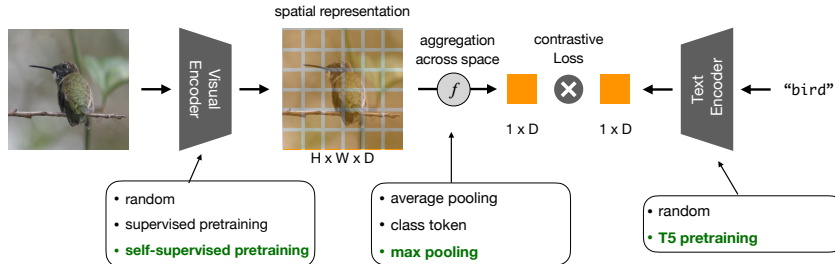 spatial representation
Visual
Encoder
H x W x D
aggregation
across space
f
1 x D
contrastive
Loss
1 x D
Text
Encoder
“bird”
• random
• supervised pretraining
• self-supervised pretraining
• average pooling
• class token
• max pooling
• random
• T5 pretraining